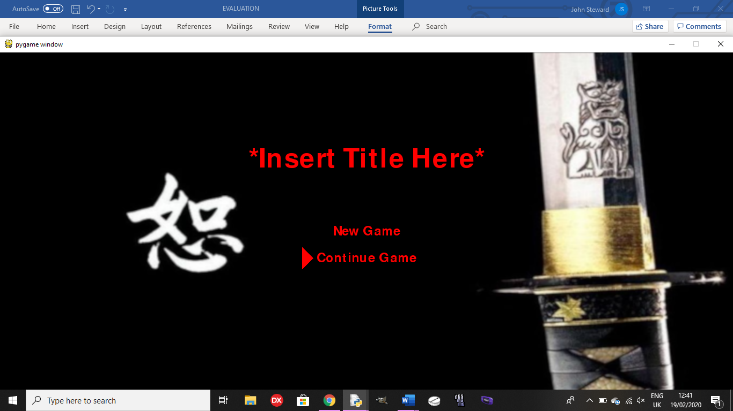 AutoSave Off EVALUATION Picture Tools John Steward JS
File Home Insert Design Layout References Mailings Review View Help Format Search Share Comments
pygame window
*Insert Title Here*
恕
New Game
Continue Game
Type here to search
ENG
UK
12:41
19/02/2020